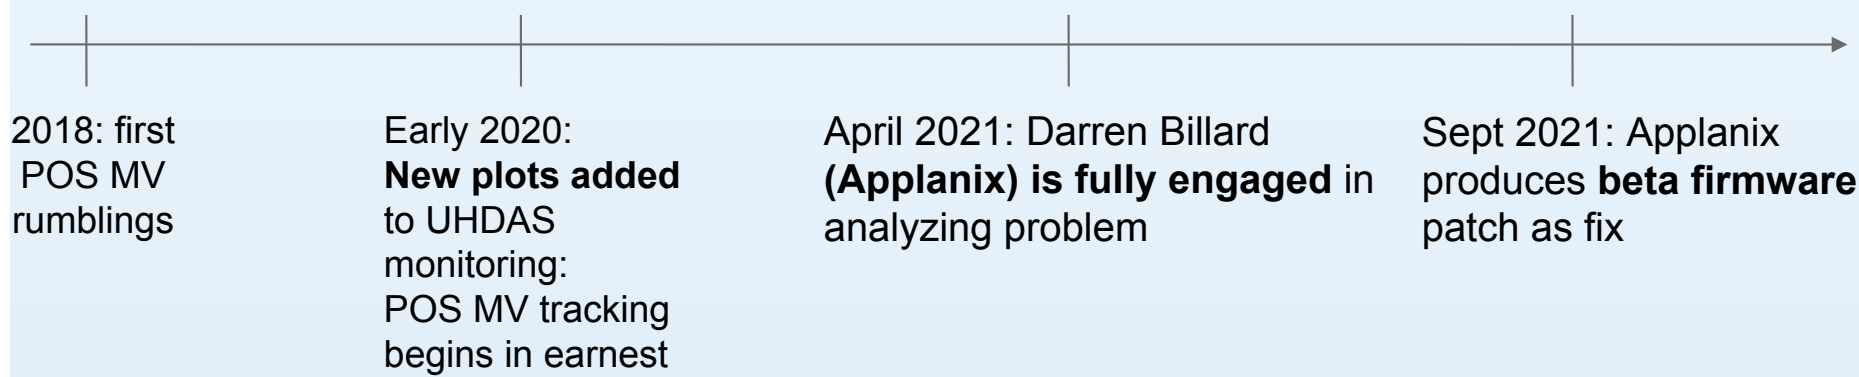 2018: first
POS MV
rumblings
Early 2020:
New plots added
to UHDAS
monitoring:
POS MV tracking
begins in earnest
April 2021: Darren Billard
(Applanix) is fully engaged in
analyzing problem
Sept 2021: Applanix
produces beta firmware
patch as fix